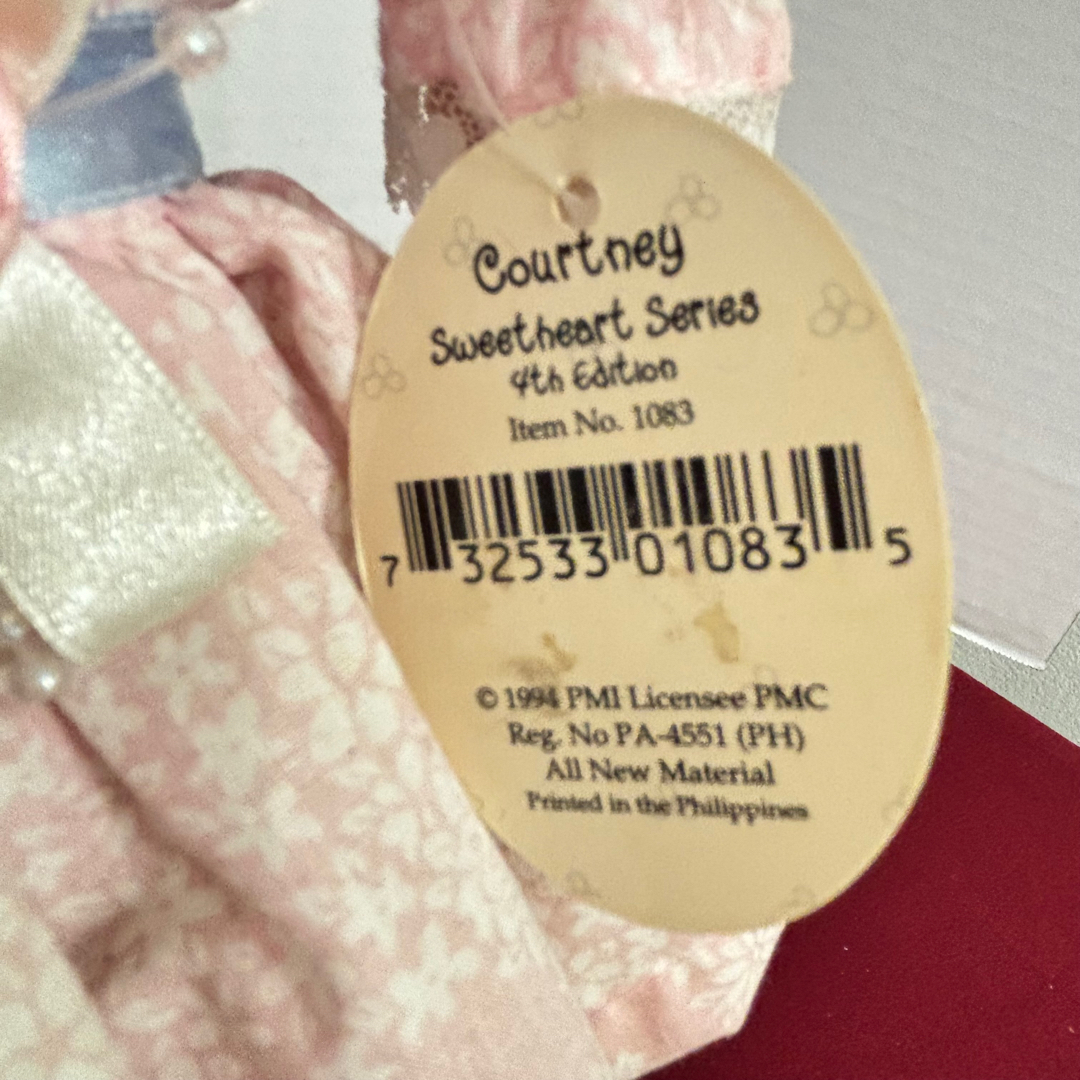 Courtney
Sweetheart Series
4th Edition
Item No. 1083
7 32533 01083 5
© 1994 PMI Licensee PMC
Reg. No PA-4551 (PH)
All New Material
Printed in the Philippines